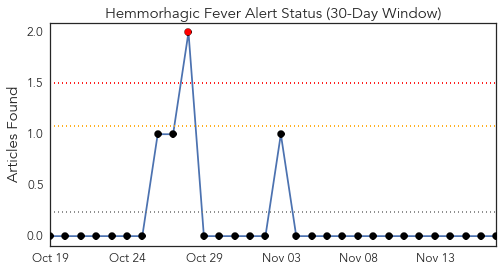 Hemmorhagic Fever Alert Status (30-Day Window)
Articles Found
2.0
1.5
1.0
0.5
0.0
Oct 19 Oct 24 Oct 29 Nov 03 Nov 08 Nov 13